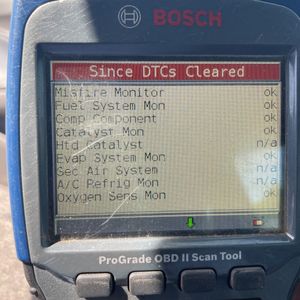 BOSCH
Since DTCs Cleared
Misfire Monitor ok
Fuel System Mon ok
Comp Component ok
Catalyst Mon ok
Htd Catalyst n/a
Evap System Mon ok
Sec Air System n/a
A/C Refrig Mon n/a
Oxygen Sens Mon ok
ProGrade OBD II Scan Tool